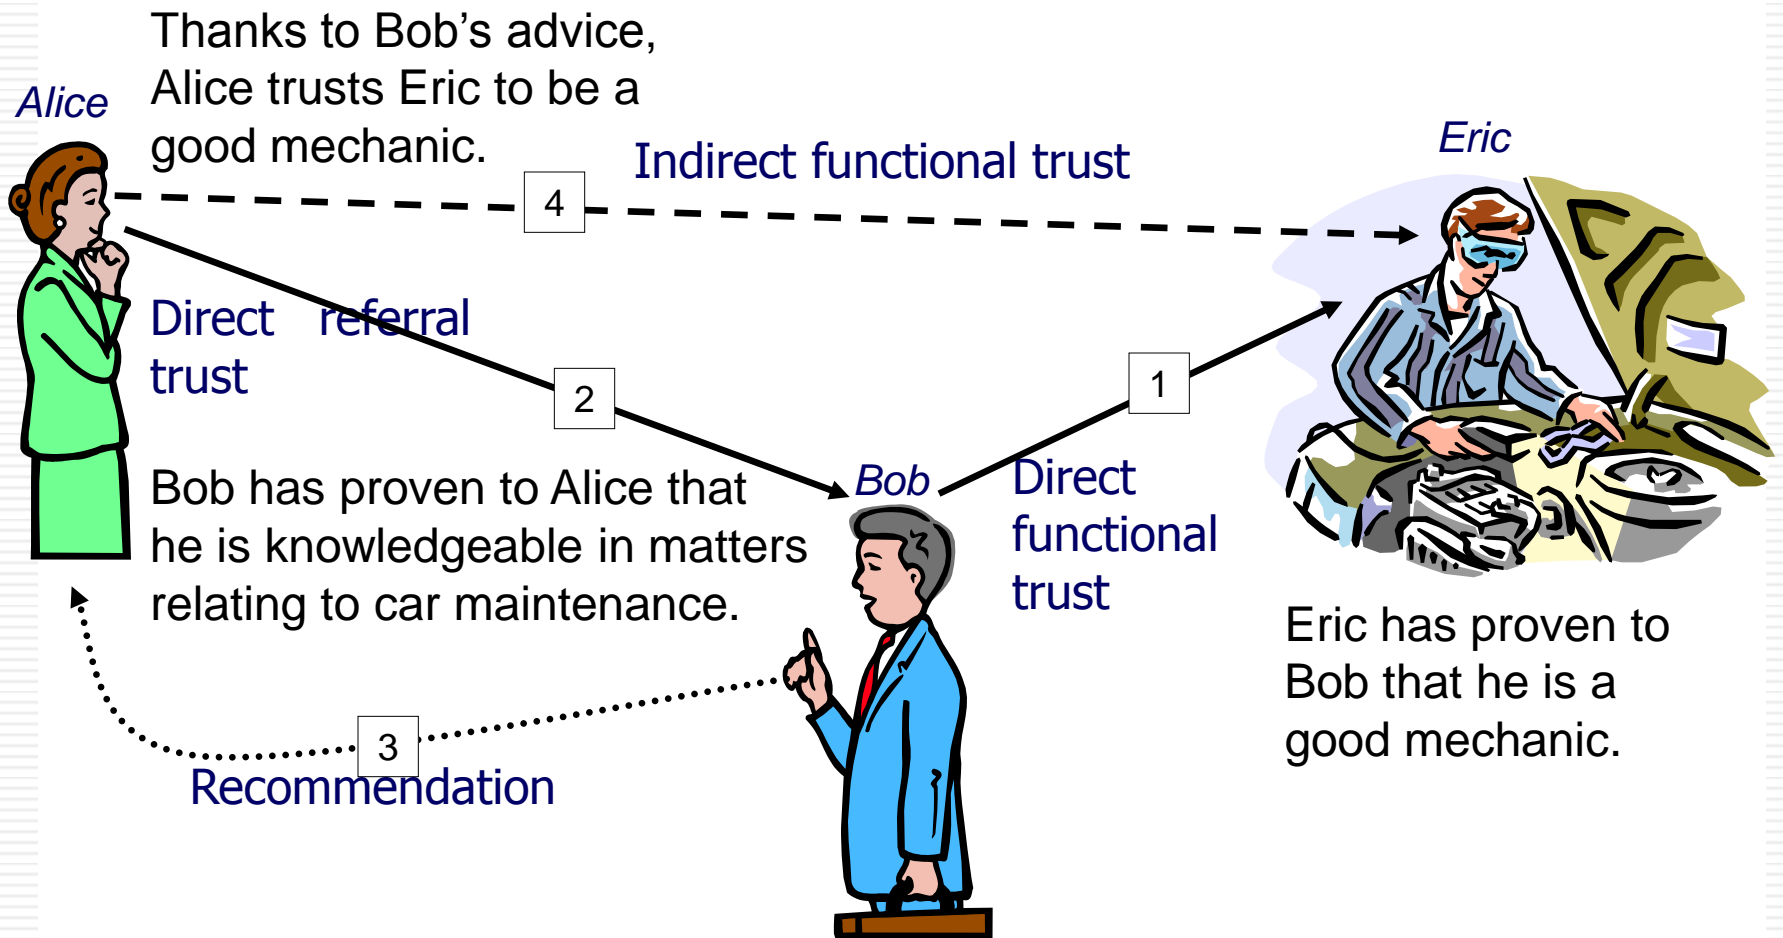 Thanks to Bob’s advice,
Alice trusts Eric to be a
good mechanic.
Alice
Eric
Indirect functional trust
4
Direct referral
trust
2
1
Bob has proven to Alice that
he is knowledgeable in matters
relating to car maintenance.
Bob
Direct
functional
trust
Eric has proven to
Bob that he is a
good mechanic.
3
Recommendation